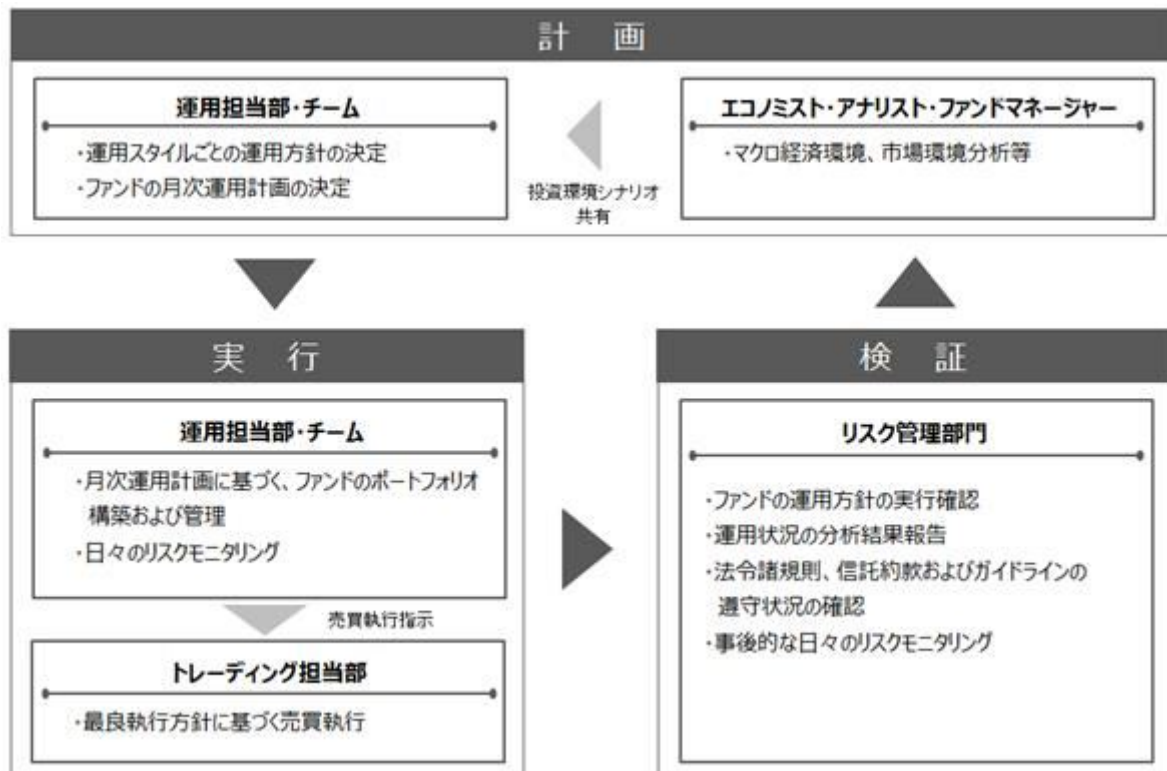 計 画
運用担当部・チーム
・運用スタイルごとの運用方針の決定
・ファンドの月次運用計画の決定
投資環境シナリオ
共有
エコノミスト・アナリスト・ファンドマネージャー
・マクロ経済環境、市場環境分析等
実 行
運用担当部・チーム
・月次運用計画に基づく、ファンドのポートフォリオ
構築および管理
・日々のリスクモニタリング
売買執行指示
トレーディング担当部
・最良執行方針に基づく売買執行
検 証
リスク管理部門
・ファンドの運用方針の実行確認
・運用状況の分析結果報告
・法令諸規則、信託約款およびガイドラインの
遵守状況の確認
・事後的な日々のリスクモニタリング